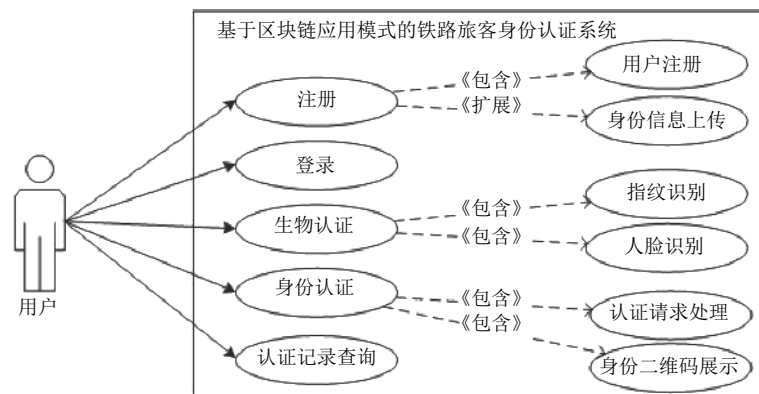 基于区块链应用模式的铁路旅客身份认证系统
用户
注册
登录
生物认证
身份认证
认证记录查询
《包含》
《扩展》
《包含》
《包含》
《包含》
《包含》
用户注册
身份信息上传
指纹识别
人脸识别
认证请求处理
身份二维码展示